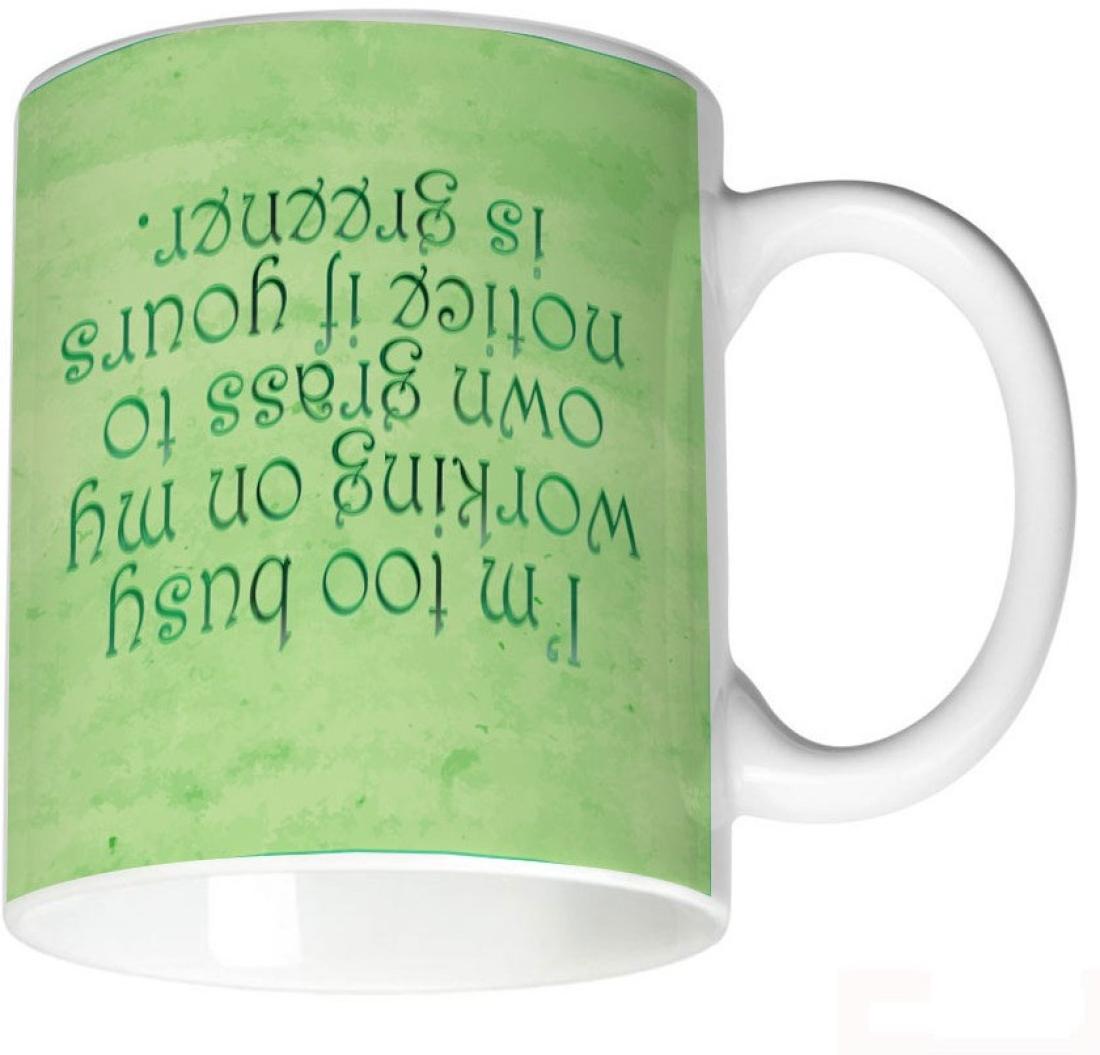 I'm too busy
working on my
own grass to
notice if yours
is greener.